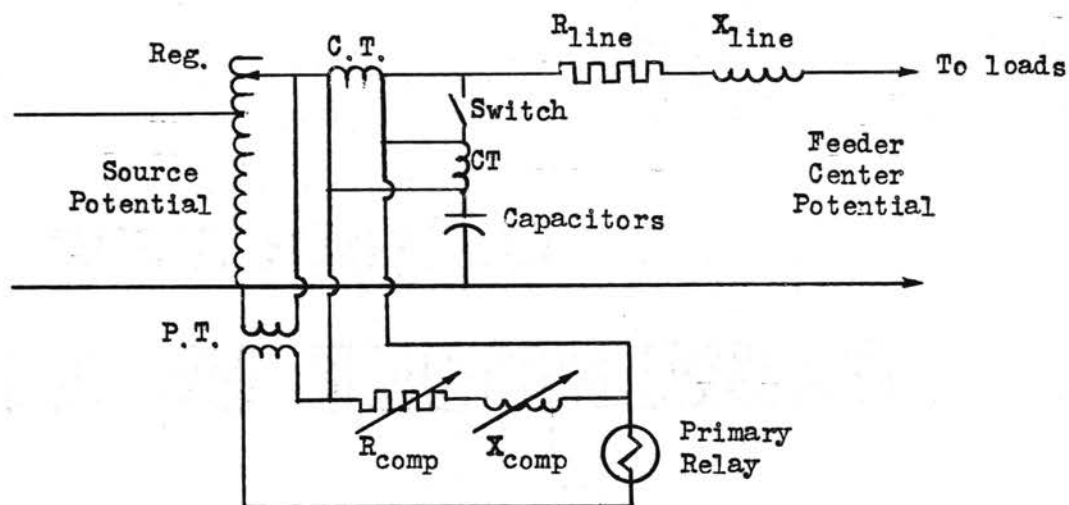 Reg.
C.T.
R line
X line
To loads
Switch
CT
Source
Potential
Capacitors
Feeder
Center
Potential
P.T.
R comp
X comp
Primary
Relay